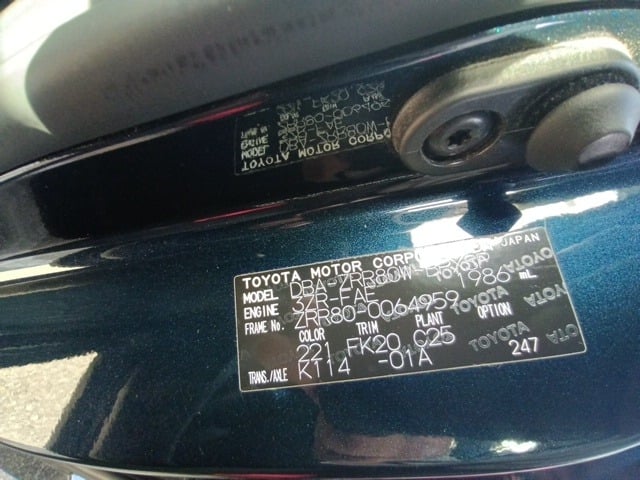 TOYOTA MOTOR CORPORATION JAPAN
MODEL DBA-ZRR80W-
ENGINE 3ZR-FAE 1986 mL
FRAME No. ZRR80-0064959
COLOR TRIM PLANT OPTION
221 FK20 C25
TRANS./AXLE K114 -01A 247